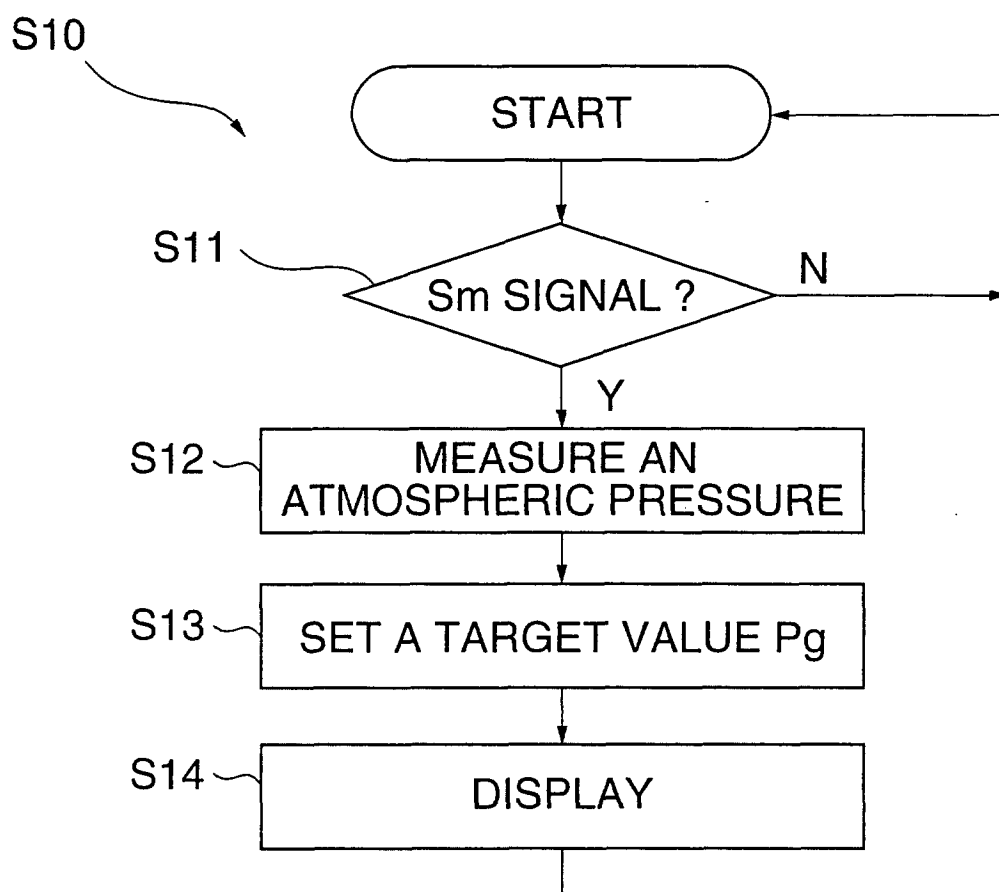 S10
START
S11
Sm SIGNAL ?
N
Y
S12
MEASURE AN
ATMOSPHERIC PRESSURE
S13
SET A TARGET VALUE Pg
S14
DISPLAY